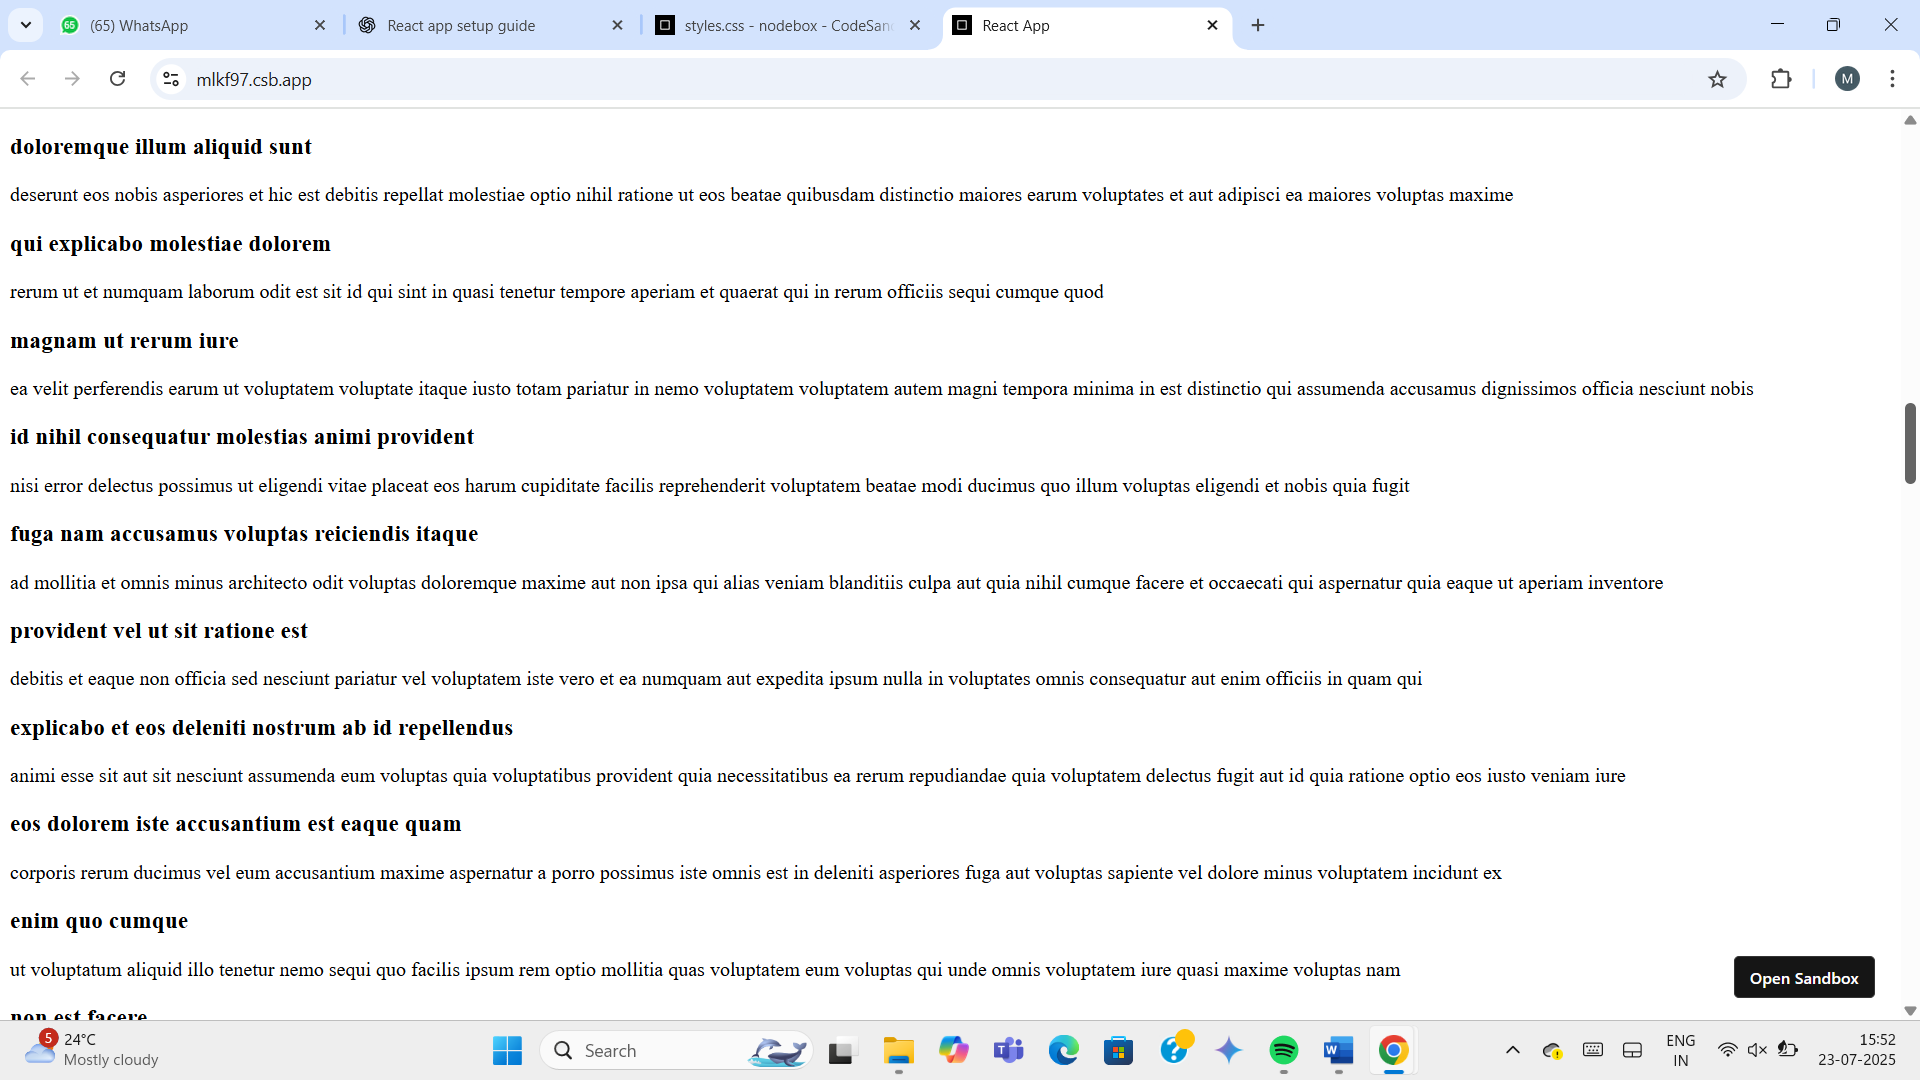 65
(65) WhatsApp
React app setup guide
styles.css - nodebox - CodeSan
React App
mlkf97.csb.app
M
doloremque illum aliquid sunt
deserunt eos nobis asperiores et hic est debitis repellat molestiae optio nihil ratione ut eos beatae quibusdam distinctio maiores earum voluptates et aut adipisci ea maiores voluptas maxime
qui explicabo molestiae dolorem
rerum ut et numquam laborum odit est sit id qui sint in quasi tenetur tempore aperiam et quaerat qui in rerum officiis sequi cumque quod
magnam ut rerum iure
ea velit perferendis earum ut voluptatem voluptate itaque iusto totam pariatur in nemo voluptatem voluptatem autem magni tempora minima in est distinctio qui assumenda accusamus dignissimos officia nesciunt nobis
id nihil consequatur molestias animi provident
nisi error delectus possimus ut eligendi vitae placeat eos harum cupiditate facilis reprehenderit voluptatem beatae modi ducimus quo illum voluptas eligendi et nobis quia fugit
fuga nam accusamus voluptas reiciendis itaque
ad mollitia et omnis minus architecto odit voluptas doloremque maxime aut non ipsa qui alias veniam blanditiis culpa aut quia nihil cumque facere et occaecati qui aspernatur quia eaque ut aperiam inventore
provident vel ut sit ratione est
debitis et eaque non officia sed nesciunt pariatur vel voluptatem iste vero et ea numquam aut expedita ipsum nulla in voluptates omnis consequatur aut enim officiis in quam qui
explicabo et eos deleniti nostrum ab id repellendus
animi esse sit aut sit nesciunt assumenda eum voluptas quia voluptatibus provident quia necessitatibus ea rerum repudiandae quia voluptatem delectus fugit aut id quia ratione optio eos iusto veniam iure
eos dolorem iste accusantium est eaque quam
corporis rerum ducimus vel eum accusantium maxime aspernatur a porro possimus iste omnis est in deleniti asperiores fuga aut voluptas sapiente vel dolore minus voluptatem incidunt ex
enim quo cumque
ut voluptatum aliquid illo tenetur nemo sequi quo facilis ipsum rem optio mollitia quas voluptatem eum voluptas qui unde omnis voluptatem iure quasi maxime voluptas nam
Open Sandbox
non est facere
5
24°C
Mostly cloudy
Search
ENG
IN
15:52
23-07-2025